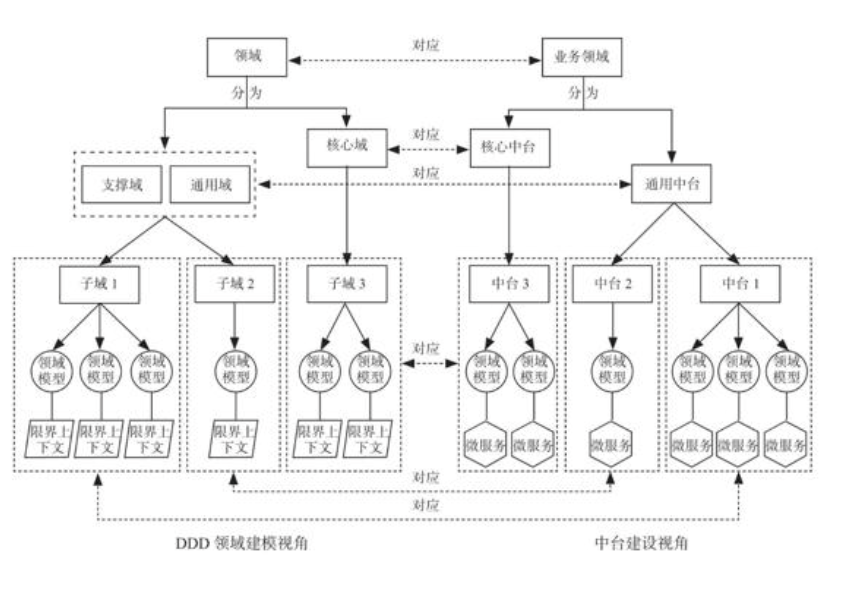 对应
领域
业务领域
分为
分为
对应
核心域
核心中台
对应
支撑域
通用域
通用中台
子域 1
子域 2
子域 3
中台 3
中台 2
中台 1
对应
领域
模型
领域
模型
领域
模型
领域
模型
领域
模型
领域
模型
领域
模型
领域
模型
领域
模型
领域
模型
领域
模型
领域
模型
限界上
下文
限界上
下文
限界上
下文
限界上
下文
限界上
下文
限界上
下文
微服务
微服务
微服务
微服务
微服务
微服务
对应
对应
DDD 领域建模视角
中台建设视角